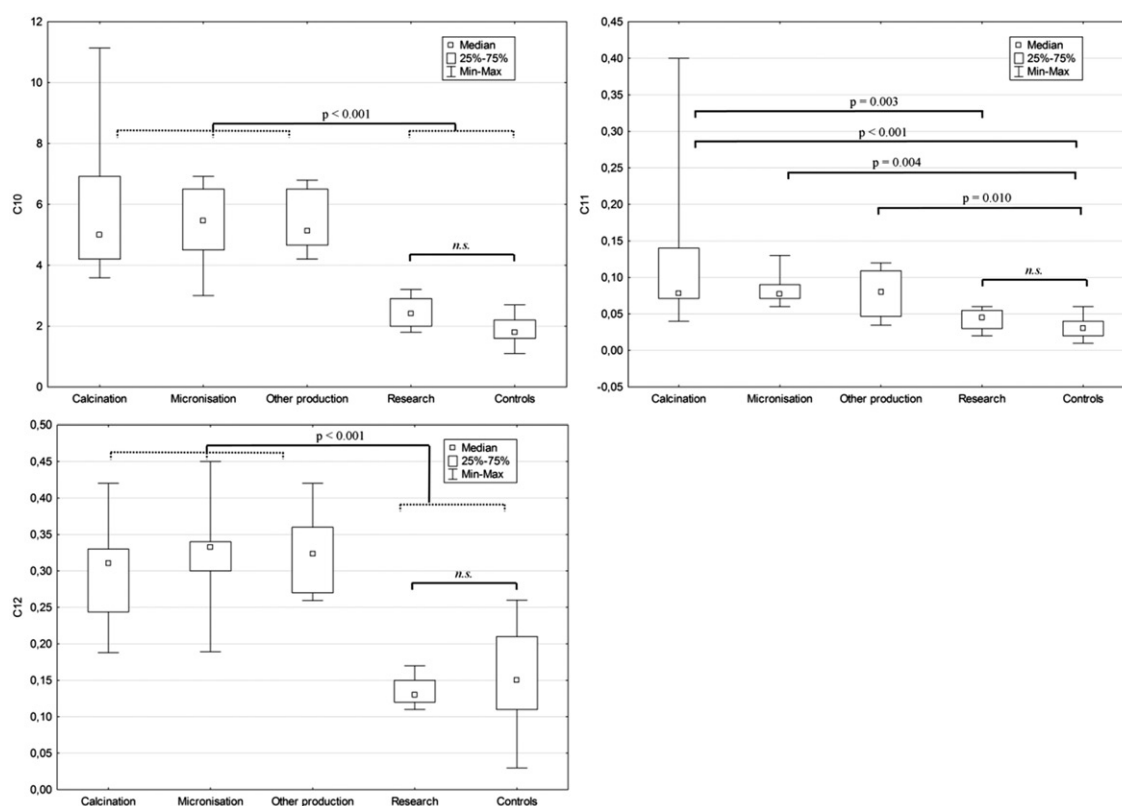 12
10
8
6
4
2
0
C10
Median
25%-75%
Min-Max
p < 0.001
n.s.
Calcination Micronisation Other production Research Controls
0,45
0,40
0,35
0,30
0,25
0,20
0,15
0,10
0,05
0,00
-0,05
C11
Median
25%-75%
Min-Max
p = 0.003
p < 0.001
p = 0.004
p = 0.010
n.s.
Calcination Micronisation Other production Research Controls
0,50
0,45
0,40
0,35
0,30
0,25
0,20
0,15
0,10
0,05
0,00
C12
p < 0.001
Median
25%-75%
Min-Max
n.s.
Calcination Micronisation Other production Research Controls